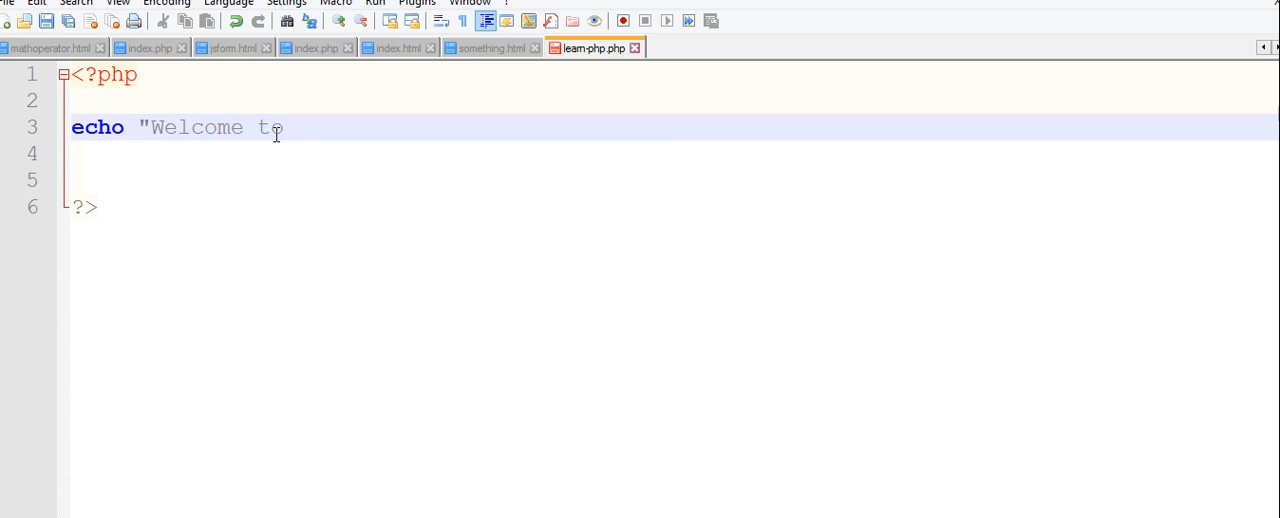 File Edit Search View Encoding Language Settings Macro Run Plugins Window ?
mathoperator.html index.php jsform.html index.php index.html something.html learn-php.php
1 <?php
2
3 echo "Welcome to
4
5
6 ?>